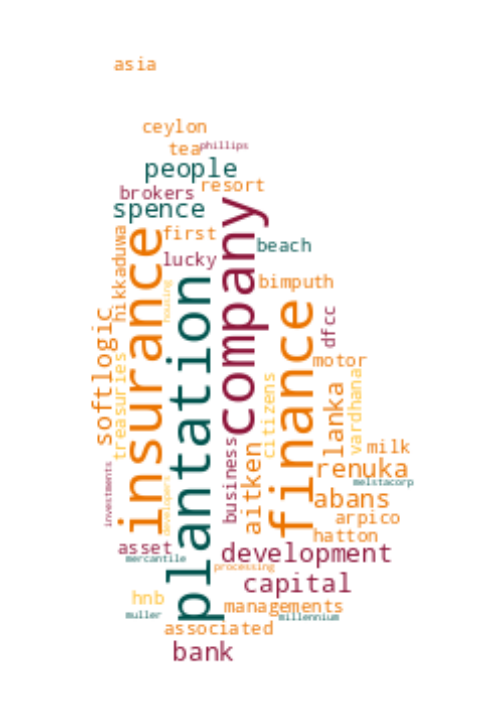 asia
ceylon
tea
phillips
people
brokers
resort
spence
first
beach
lucky
hikkaduwa
insurance
plantation
company
housing
bimputh
finance
dfcc
softlogic
treasuries
citizens
motor
lanka
vardhana
business
aitken
milk
renuka
melstacorp
investments
developers
abans
arpico
hatton
asset
mercantile
development
processing
capital
hnb
managements
muller
millennium
associated
bank